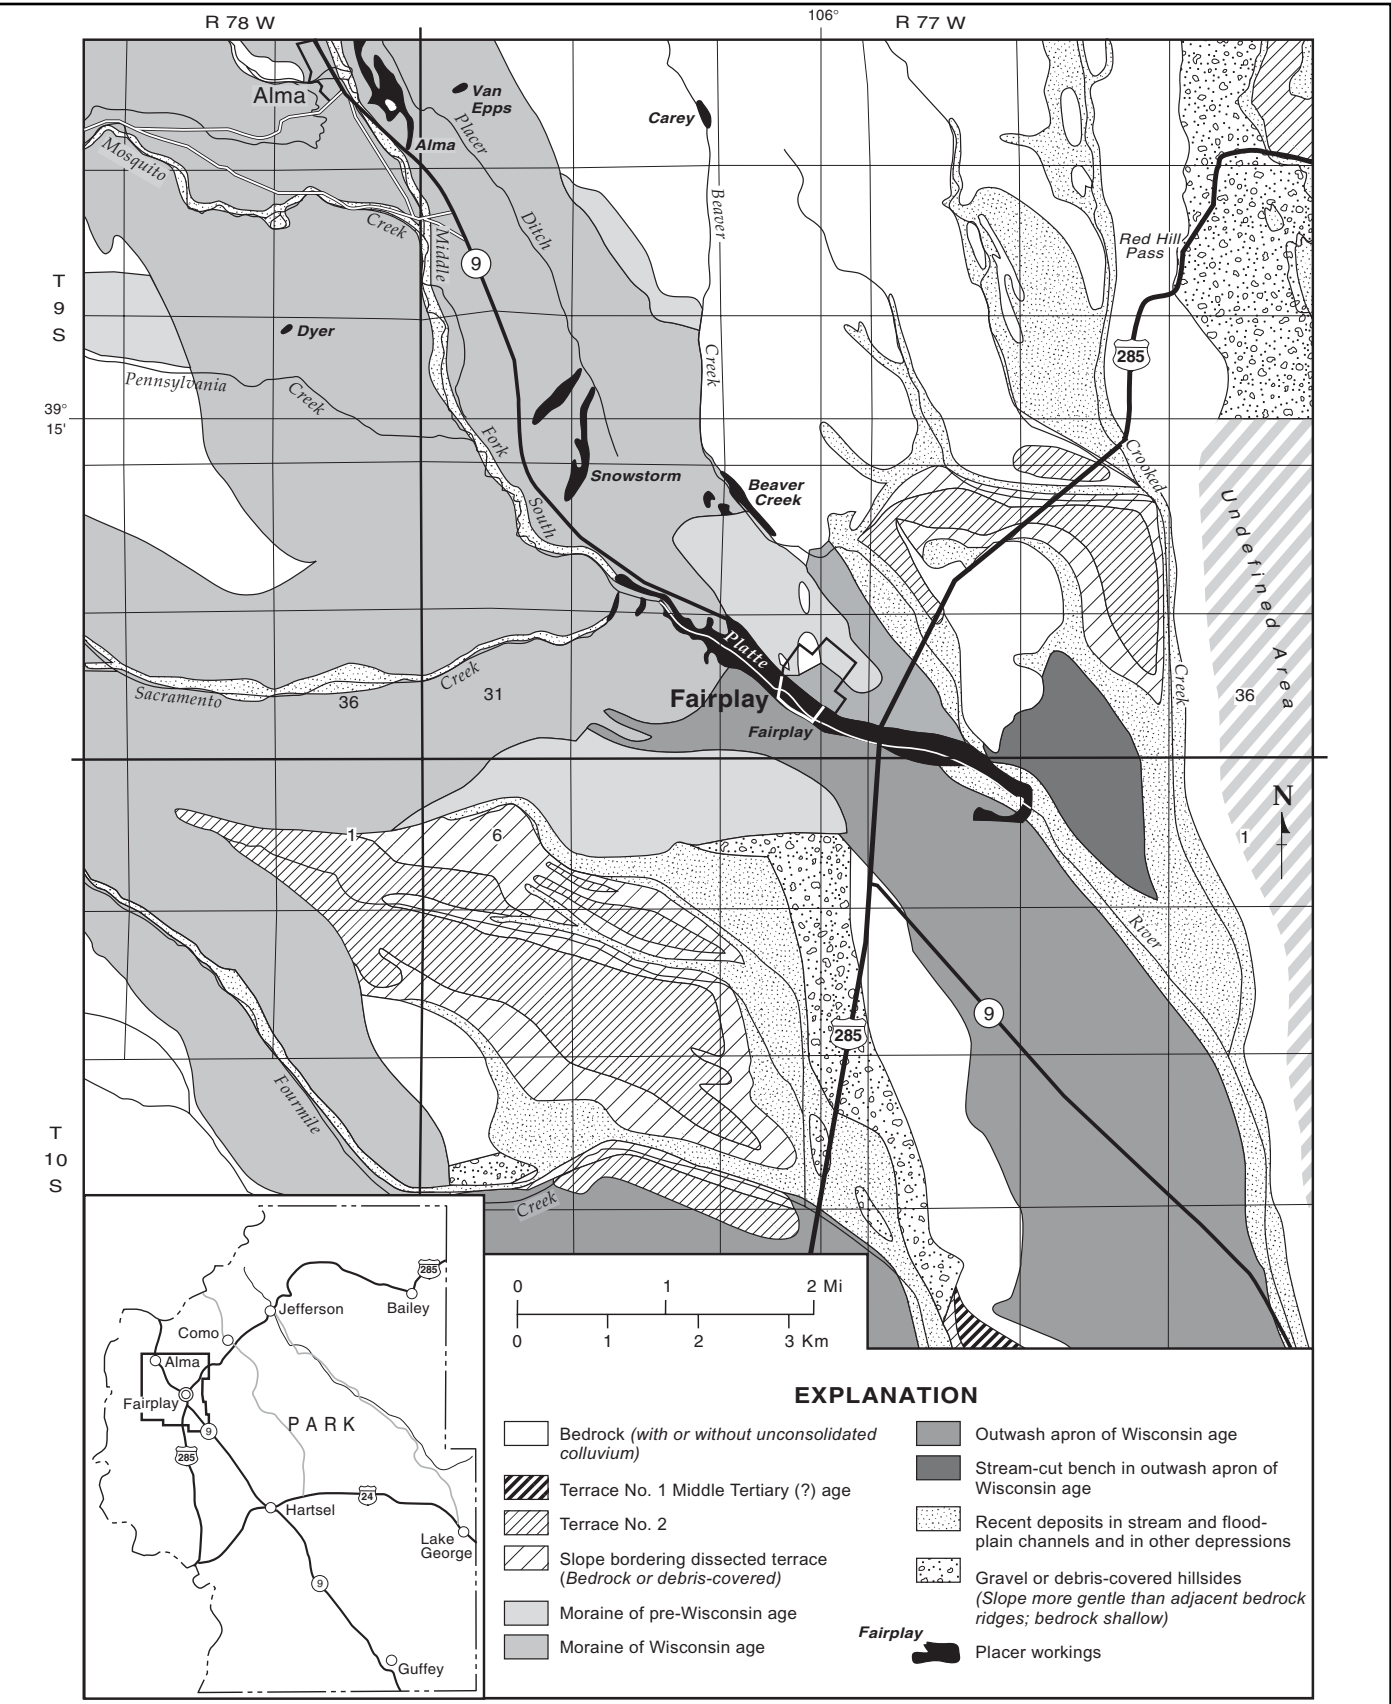 R 78 W
106°
R 77 W
Alma
Van
Epps
Placer
Carey
Alma
Mosquito
Creek
Middle
Ditch
Beaver
Red Hill
Pass
9
T
9
S
Dyer
Creek
285
Pennsylvania
Creek
39°
15'
Fork
Crooked
Snowstorm
Beaver
Creek
South
Undefined Area
Platte
Sacramento
Creek
36
31
Fairplay
Fairplay
Creek
36
N
1
6
1
River
9
285
Fourmile
T
10
S
Creek
0 1 2 Mi
0 1 2 3 Km
285
Jefferson
Bailey
Como
Alma
Fairplay
PARK
9
285
24
Hartsel
Lake
George
9
Guffey
EXPLANATION
Bedrock (with or without unconsolidated
colluvium)
Terrace No. 1 Middle Tertiary (?) age
Terrace No. 2
Slope bordering dissected terrace
(Bedrock or debris-covered)
Moraine of pre-Wisconsin age
Moraine of Wisconsin age
Outwash apron of Wisconsin age
Stream-cut bench in outwash apron of
Wisconsin age
Recent deposits in stream and flood-
plain channels and in other depressions
Gravel or debris-covered hillsides
(Slope more gentle than adjacent bedrock
ridges; bedrock shallow)
Fairplay
Placer workings